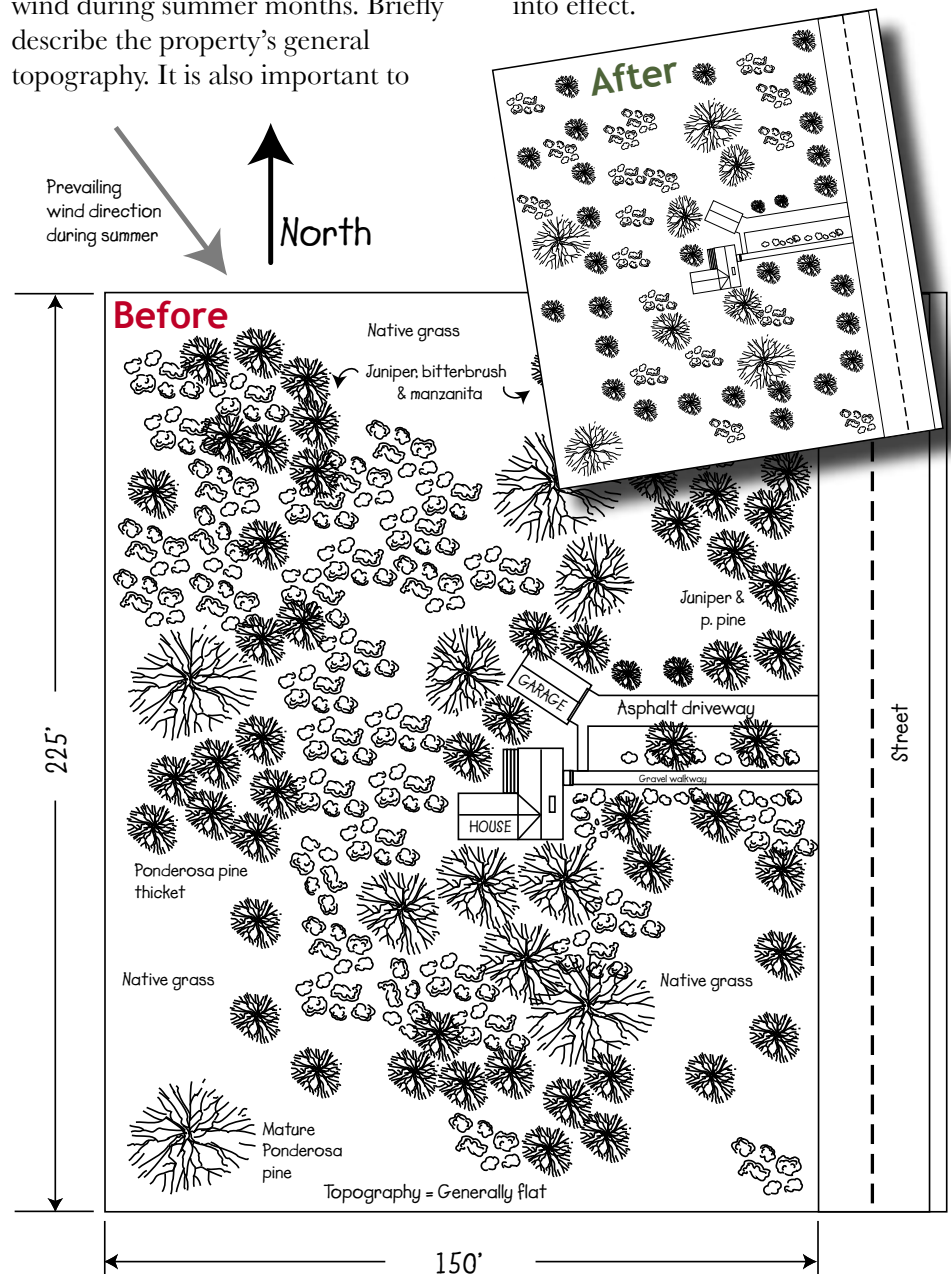 wind during summer months. Briefly
describe the property’s general
topography. It is also important to
into effect.
After
Prevailing
wind direction
during summer
North
Before
Native grass
Juniper, bitterbrush
& manzanita
Juniper &
p. pine
GARAGE
Asphalt driveway
Street
225'
Gravel walkway
HOUSE
Ponderosa pine
thicket
Native grass
Native grass
Mature
Ponderosa
pine
Topography = Generally flat
150'